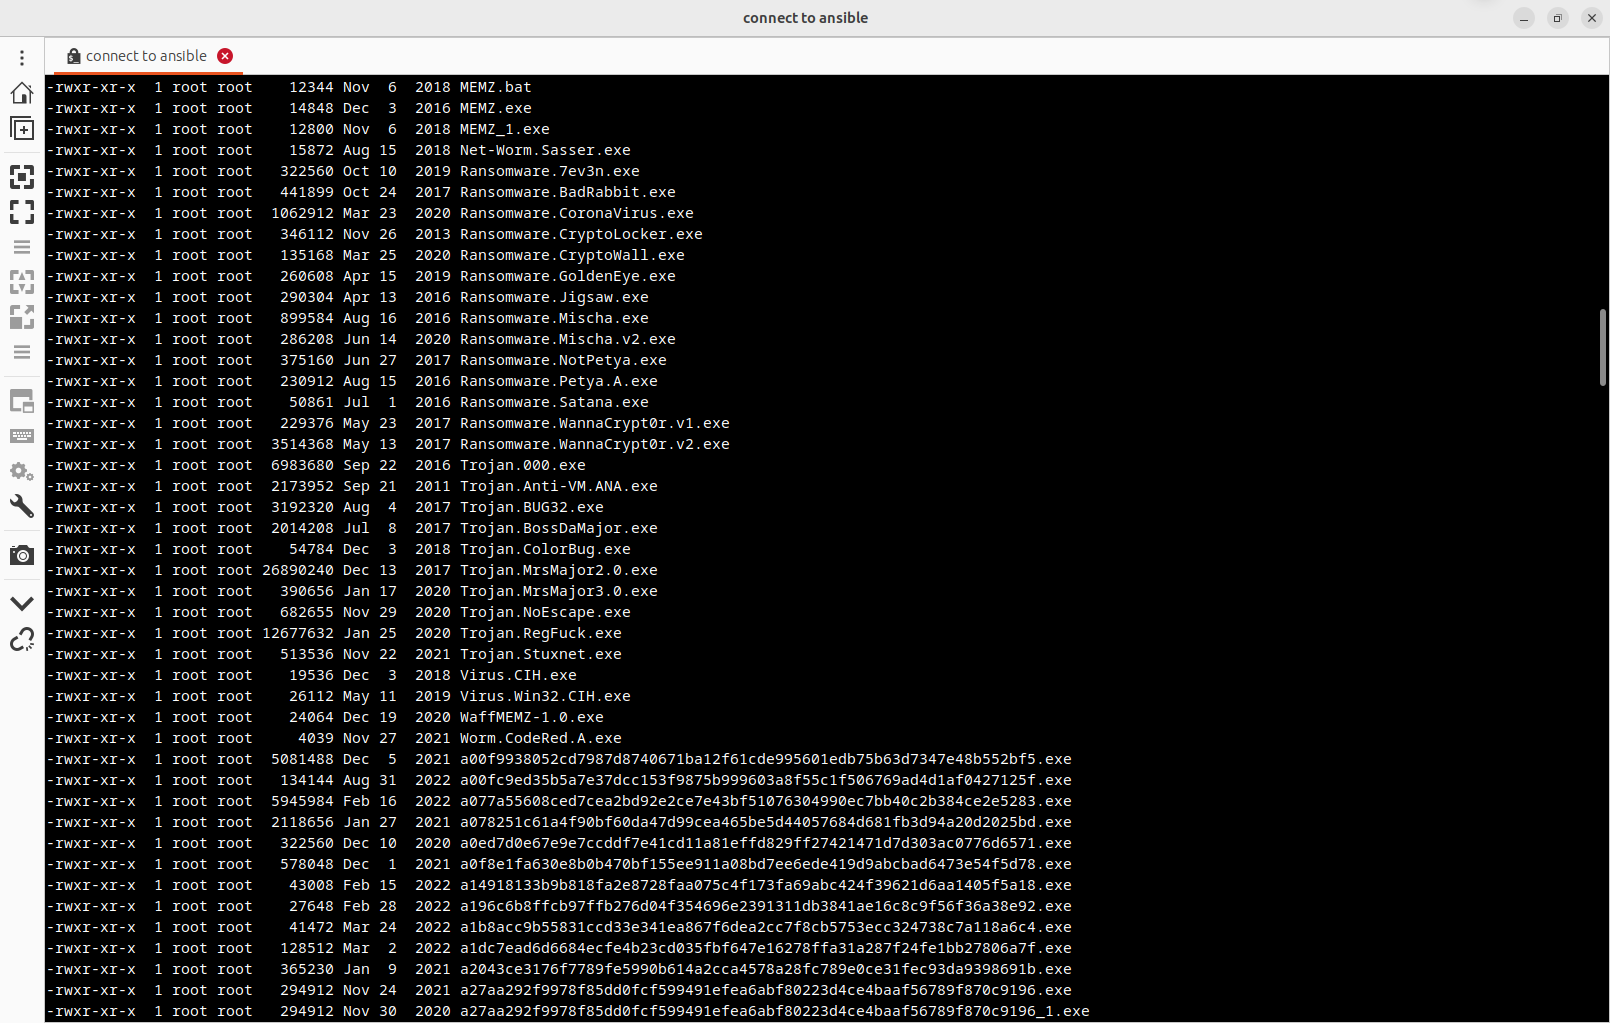 connect to ansible
connect to ansible
-rwxr-xr-x  1 root root    12344 Nov  6  2018 MEMZ.bat
-rwxr-xr-x  1 root root    14848 Dec  3  2016 MEMZ.exe
-rwxr-xr-x  1 root root    12800 Nov  6  2018 MEMZ_1.exe
-rwxr-xr-x  1 root root    15872 Aug 15  2018 Net-Worm.Sasser.exe
-rwxr-xr-x  1 root root   322560 Oct 10  2019 Ransomware.7ev3n.exe
-rwxr-xr-x  1 root root   441899 Oct 24  2017 Ransomware.BadRabbit.exe
-rwxr-xr-x  1 root root  1062912 Mar 23  2020 Ransomware.CoronaVirus.exe
-rwxr-xr-x  1 root root   346112 Nov 26  2013 Ransomware.CryptoLocker.exe
-rwxr-xr-x  1 root root   135168 Mar 25  2020 Ransomware.CryptoWall.exe
-rwxr-xr-x  1 root root   260608 Apr 15  2019 Ransomware.GoldenEye.exe
-rwxr-xr-x  1 root root   290304 Apr 13  2016 Ransomware.Jigsaw.exe
-rwxr-xr-x  1 root root   899584 Aug 16  2016 Ransomware.Mischa.exe
-rwxr-xr-x  1 root root   286208 Jun 14  2020 Ransomware.Mischa.v2.exe
-rwxr-xr-x  1 root root   375160 Jun 27  2017 Ransomware.NotPetya.exe
-rwxr-xr-x  1 root root   230912 Aug 15  2016 Ransomware.Petya.A.exe
-rwxr-xr-x  1 root root    50861 Jul  1  2016 Ransomware.Satana.exe
-rwxr-xr-x  1 root root   229376 May 23  2017 Ransomware.WannaCrypt0r.v1.exe
-rwxr-xr-x  1 root root  3514368 May 13  2017 Ransomware.WannaCrypt0r.v2.exe
-rwxr-xr-x  1 root root  6983680 Sep 22  2016 Trojan.000.exe
-rwxr-xr-x  1 root root  2173952 Sep 21  2011 Trojan.Anti-VM.ANA.exe
-rwxr-xr-x  1 root root  3192320 Aug  4  2017 Trojan.BUG32.exe
-rwxr-xr-x  1 root root  2014208 Jul  8  2017 Trojan.BossDaMajor.exe
-rwxr-xr-x  1 root root    54784 Dec  3  2018 Trojan.ColorBug.exe
-rwxr-xr-x  1 root root 26890240 Dec 13  2017 Trojan.MrsMajor2.0.exe
-rwxr-xr-x  1 root root   390656 Jan 17  2020 Trojan.MrsMajor3.0.exe
-rwxr-xr-x  1 root root   682655 Nov 29  2020 Trojan.NoEscape.exe
-rwxr-xr-x  1 root root 12677632 Jan 25  2020 Trojan.RegFuck.exe
-rwxr-xr-x  1 root root   513536 Nov 22  2021 Trojan.Stuxnet.exe
-rwxr-xr-x  1 root root    19536 Dec  3  2018 Virus.CIH.exe
-rwxr-xr-x  1 root root    26112 May 11  2019 Virus.Win32.CIH.exe
-rwxr-xr-x  1 root root    24064 Dec 19  2020 WaffMEMZ-1.0.exe
-rwxr-xr-x  1 root root     4039 Nov 27  2021 Worm.CodeRed.A.exe
-rwxr-xr-x  1 root root  5081488 Dec  5  2021 a00f9938052cd7987d8740671ba12f61cde995601edb75b63d7347e48b552bf5.exe
-rwxr-xr-x  1 root root   134144 Aug 31  2022 a00fc9ed35b5a7e37dcc153f9875b999603a8f55c1f506769ad4d1af0427125f.exe
-rwxr-xr-x  1 root root  5945984 Feb 16  2022 a077a55608ced7cea2bd92e2ce7e43bf51076304990ec7bb40c2b384ce2e5283.exe
-rwxr-xr-x  1 root root  2118656 Jan 27  2021 a078251c61a4f90bf60da47d99cea465be5d44057684d681fb3d94a20d2025bd.exe
-rwxr-xr-x  1 root root   322560 Dec 10  2020 a0ed7d0e67e9e7ccddf7e41cd11a81effd829ff27421471d7d303ac0776d6571.exe
-rwxr-xr-x  1 root root   578048 Dec  1  2021 a0f8e1fa630e8b0b470bf155ee911a08bd7ee6ede419d9abcbad6473e54f5d78.exe
-rwxr-xr-x  1 root root    43008 Feb 15  2022 a14918133b9b818fa2e8728faa075c4f173fa69abc424f39621d6aa1405f5a18.exe
-rwxr-xr-x  1 root root    27648 Feb 28  2022 a196c6b8ffcb97ffb276d04f354696e2391311db3841ae16c8c9f56f36a38e92.exe
-rwxr-xr-x  1 root root    41472 Mar 24  2022 a1b8acc9b55831ccd33e341ea867f6dea2cc7f8cb5753ecc324738c7a118a6c4.exe
-rwxr-xr-x  1 root root   128512 Mar  2  2022 a1dc7ead6d6684ecfe4b23cd035fbf647e16278ffa31a287f24fe1bb27806a7f.exe
-rwxr-xr-x  1 root root   365230 Jan  9  2021 a2043ce3176f7789fe5990b614a2cca4578a28fc789e0ce31fec93da9398691b.exe
-rwxr-xr-x  1 root root   294912 Nov 24  2021 a27aa292f9978f85dd0fcf599491efea6abf80223d4ce4baaf56789f870c9196.exe
-rwxr-xr-x  1 root root   294912 Nov 30  2020 a27aa292f9978f85dd0fcf599491efea6abf80223d4ce4baaf56789f870c9196_1.exe